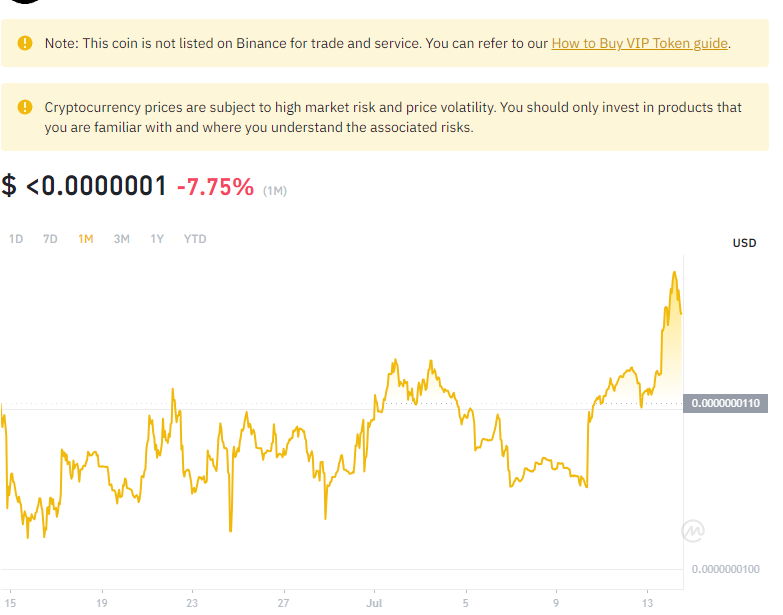 Note: This coin is not listed on Binance for trade and service. You can refer to our How to Buy VIP Token guide.
Cryptocurrency prices are subject to high market risk and price volatility. You should only invest in products that
you are familiar with and where you understand the associated risks.
$ <0.0000001 -7.75% (1M)
1D 7D 1M 3M 1Y YTD
USD
0.0000000110
0.0000000100
15 19 23 27 Jul 5 9 13